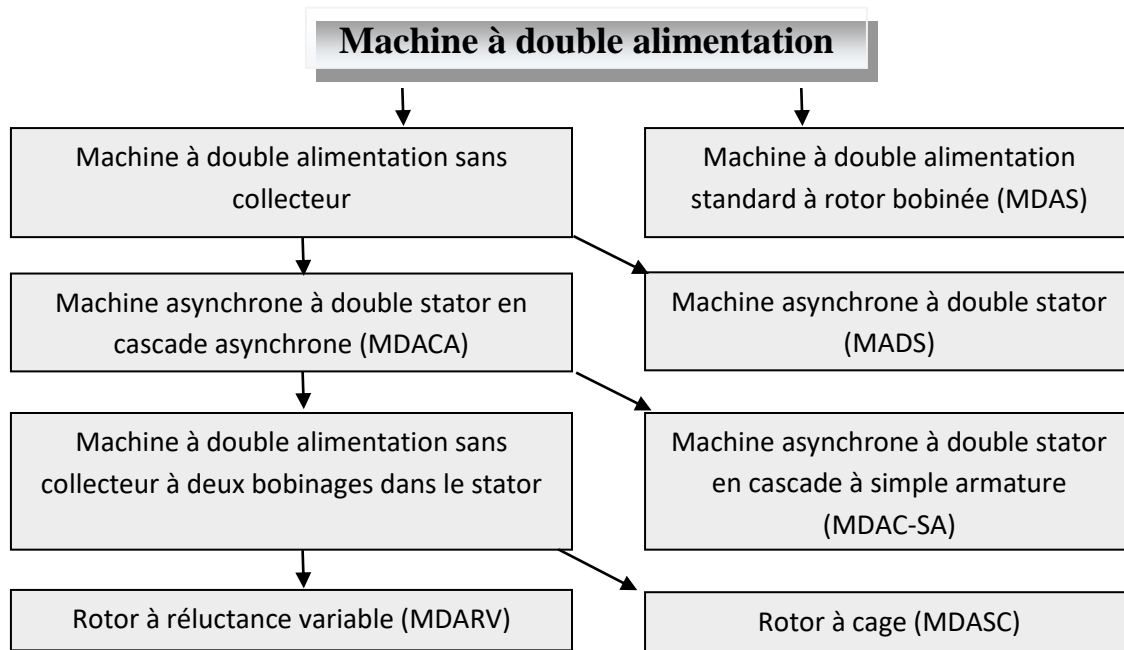 Machine à double alimentation
Machine à double alimentation sans
collecteur
Machine à double alimentation
standard à rotor bobinée (MDAS)
Machine asynchrone à double stator en
cascade asynchrone (MDACA)
Machine asynchrone à double stator
(MADS)
Machine à double alimentation sans
collecteur à deux bobinages dans le stator
Machine asynchrone à double stator
en cascade à simple armature
(MDAC-SA)
Rotor à réluctance variable (MDARV)
Rotor à cage (MDASC)